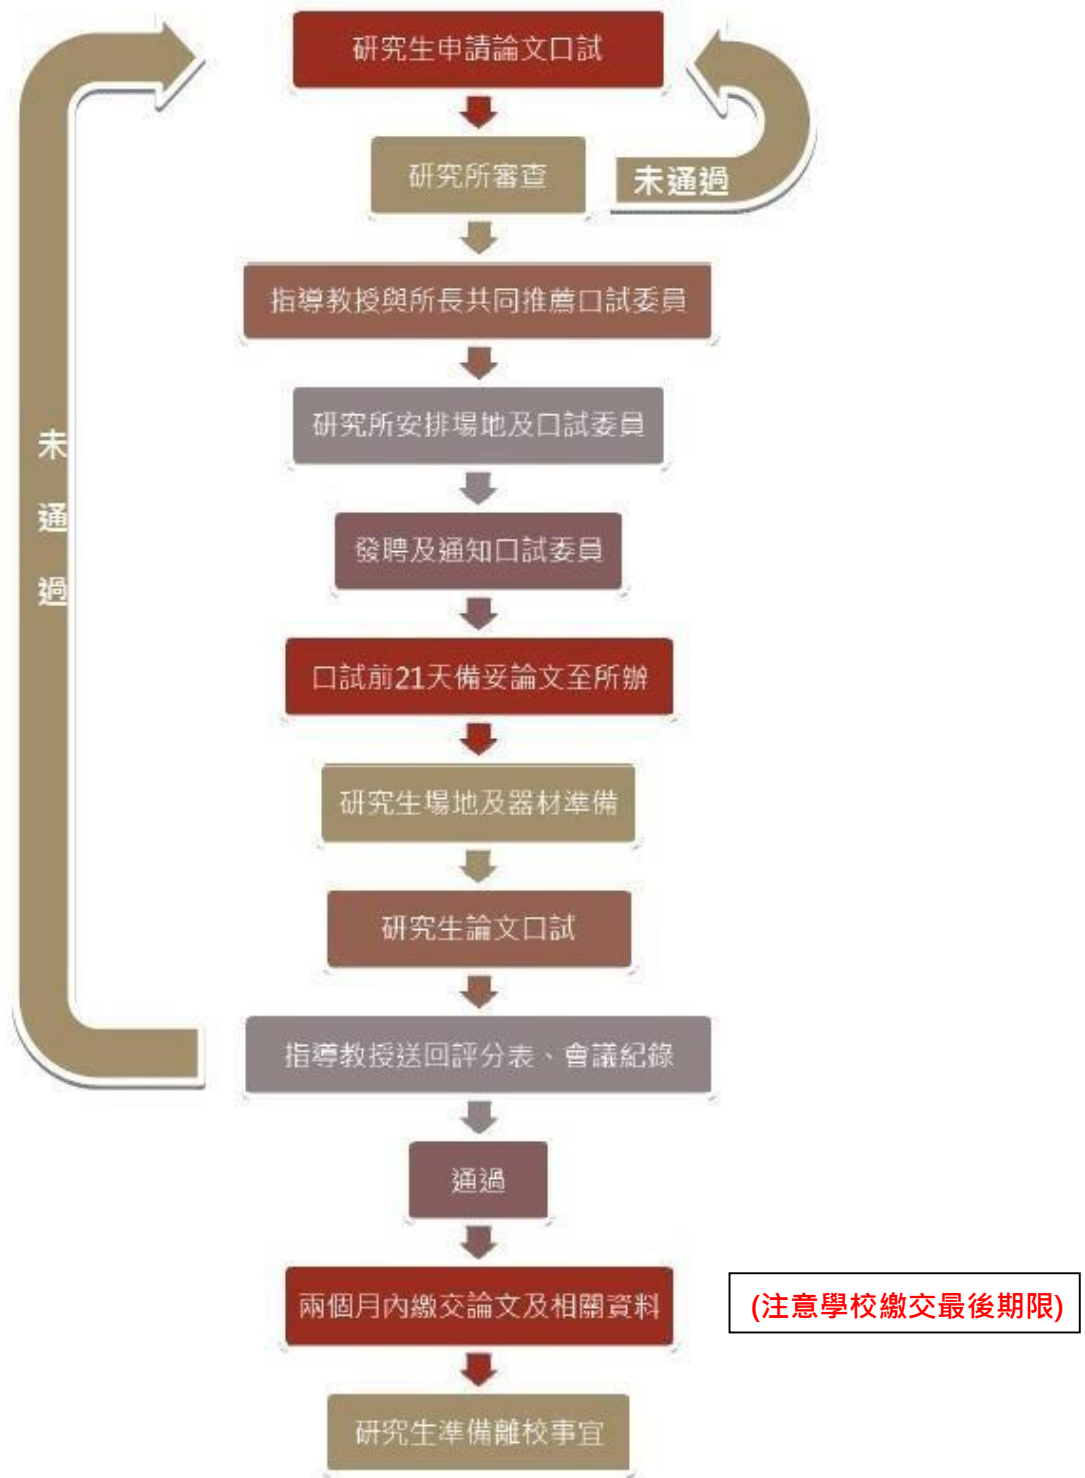 研究生申請論文口試
研究所審查
未通過
指導教授與所長共同推薦口試委員
研究所安排場地及口試委員
未通過
發聘及通知口試委員
口試前21天備妥論文至所辦
研究生場地及器材準備
研究生論文口試
指導教授送回評分表、會議紀錄
通過
兩個月內繳交論文及相關資料
(注意學校繳交最後期限)
研究生準備離校事宜